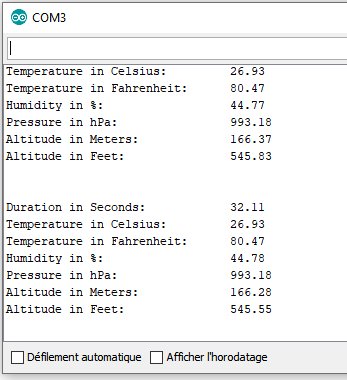 COM3
Temperature in Celsius: 26.93
Temperature in Fahrenheit: 80.47
Humidity in %: 44.77
Pressure in hPa: 993.18
Altitude in Meters: 166.37
Altitude in Feet: 545.83
Duration in Seconds: 32.11
Temperature in Celsius: 26.93
Temperature in Fahrenheit: 80.47
Humidity in %: 44.78
Pressure in hPa: 993.18
Altitude in Meters: 166.28
Altitude in Feet: 545.55
Défilement automatique Afficher l'horodatage